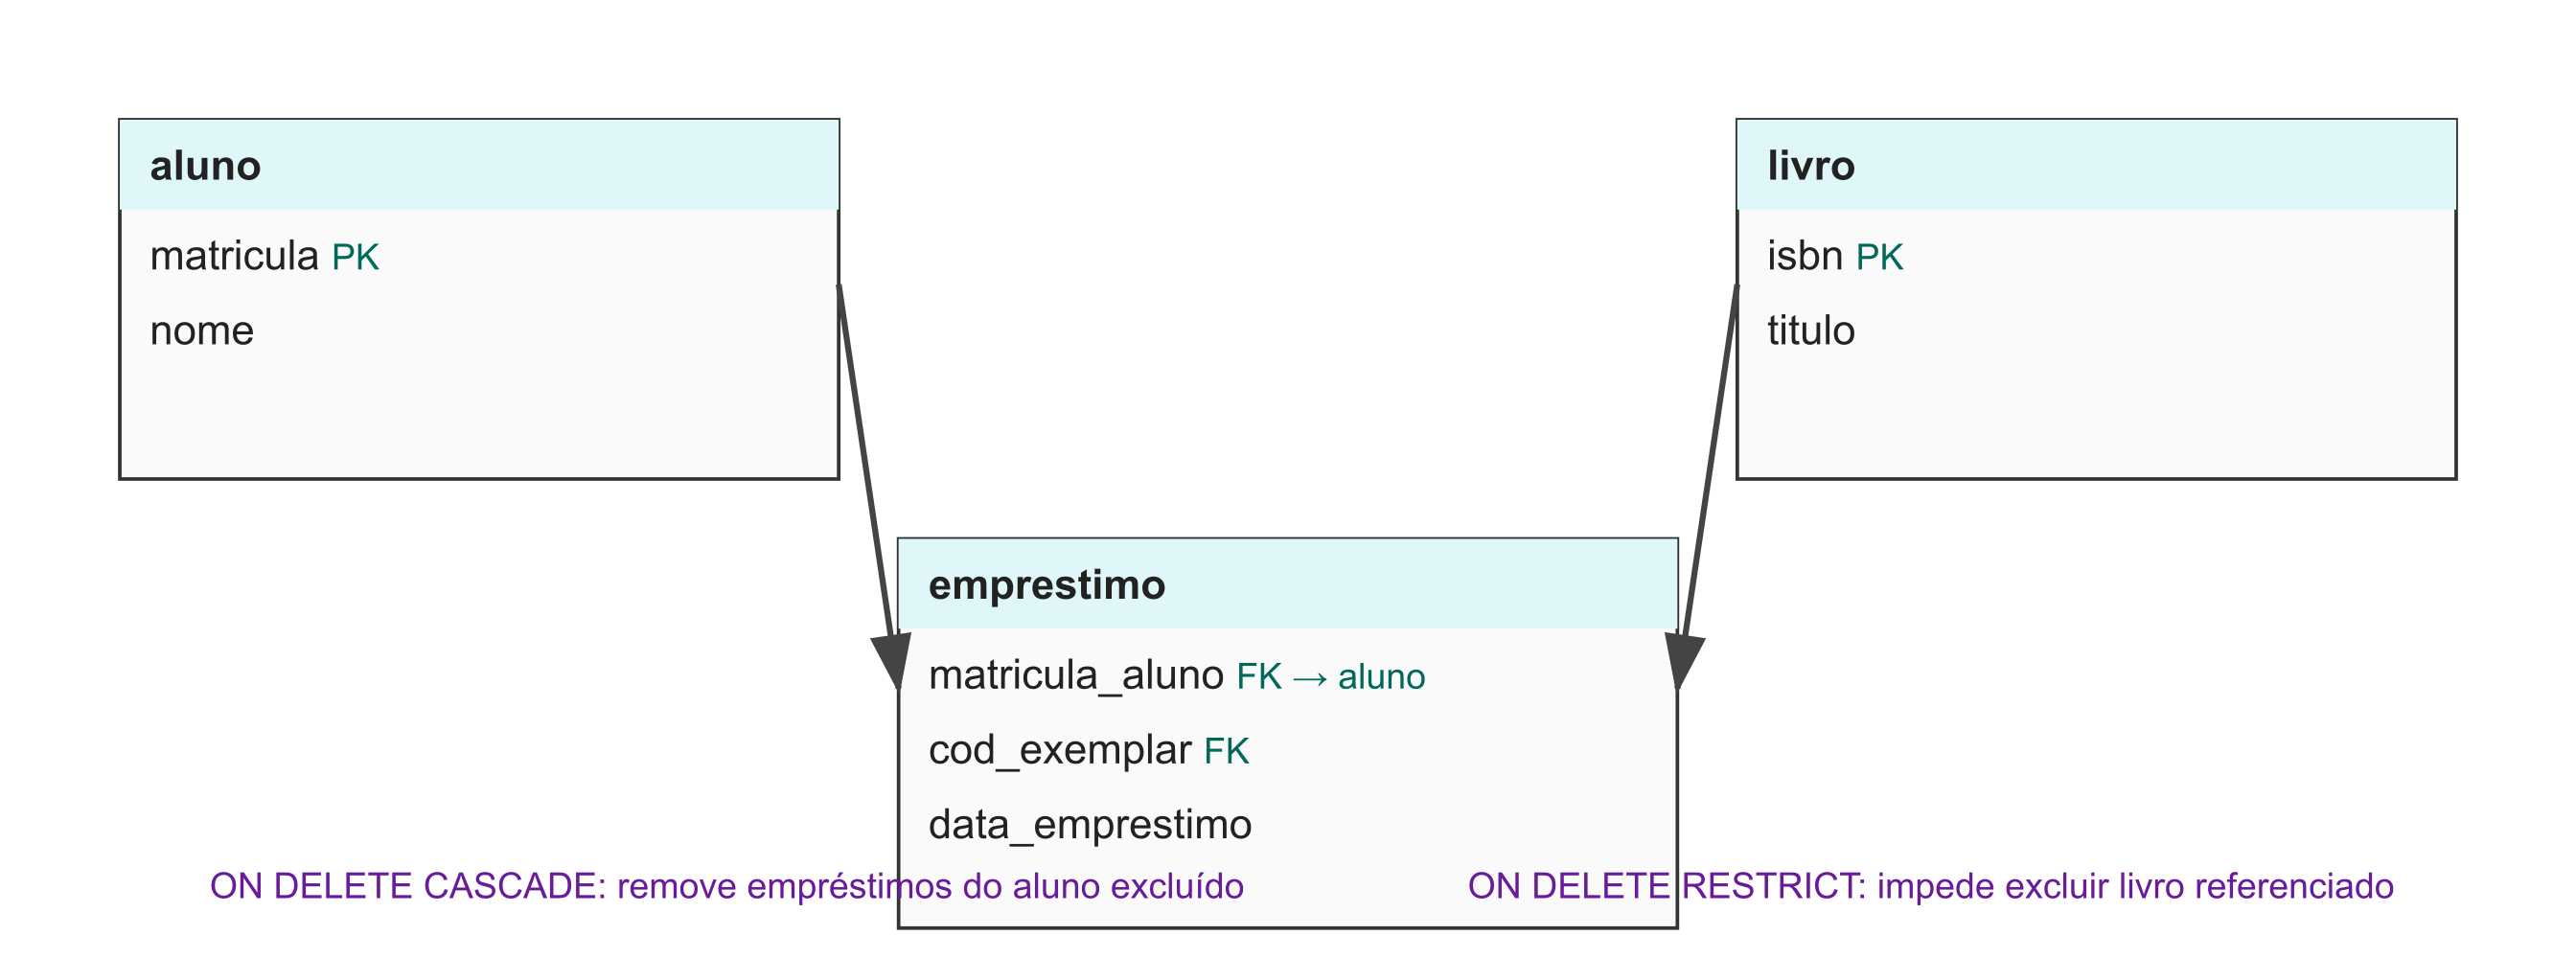 aluno
matricula PK
nome
livro
isbn PK
titulo
emprestimo
matricula_aluno FK → aluno
cod_exemplar FK
data_emprestimo
ON DELETE CASCADE: remove empréstimos do aluno excluído
ON DELETE RESTRICT: impede excluir livro referenciado